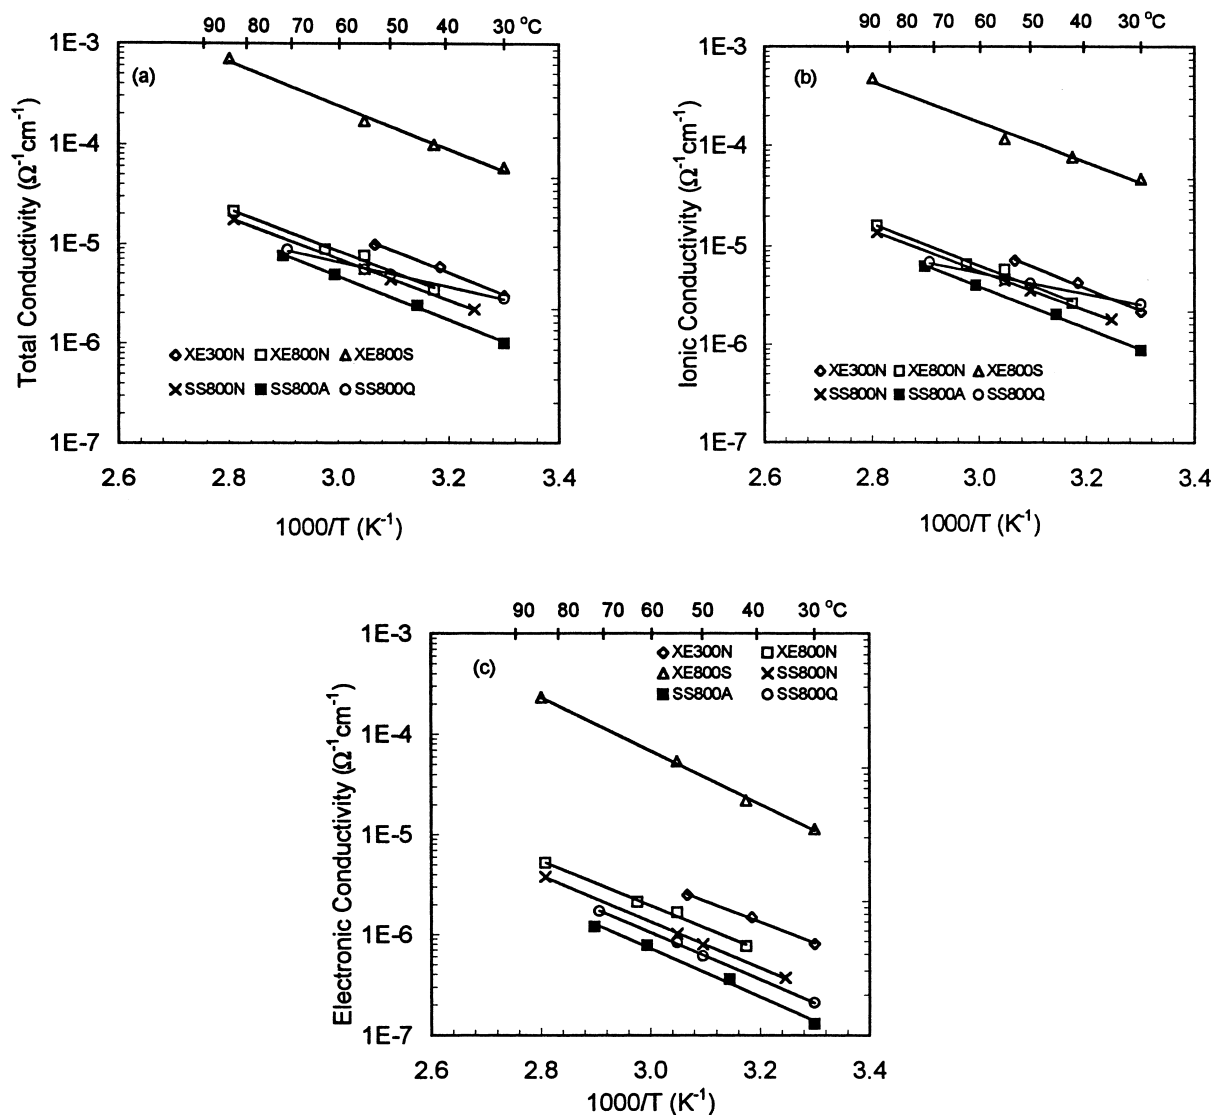 90 80 70 60 50 40 30 °C
1E-3
(a)
1E-4
1E-5
1E-6
1E-7
Total Conductivity (Ω⁻¹cm⁻¹)
XE300N XE800N XE800S
SS800N SS800A SS800Q
2.6 2.8 3.0 3.2 3.4
1000/T (K⁻¹)
90 80 70 60 50 40 30 °C
1E-3
(b)
1E-4
1E-5
1E-6
1E-7
Ionic Conductivity (Ω⁻¹cm⁻¹)
XE300N XE800N XE800S
SS800N SS800A SS800Q
2.6 2.8 3.0 3.2 3.4
1000/T (K⁻¹)
90 80 70 60 50 40 30 °C
1E-3
(c)
XE300N XE800N
XE800S SS800N
SS800A SS800Q
1E-4
1E-5
1E-6
1E-7
Electronic Conductivity (Ω⁻¹cm⁻¹)
2.6 2.8 3.0 3.2 3.4
1000/T (K⁻¹)